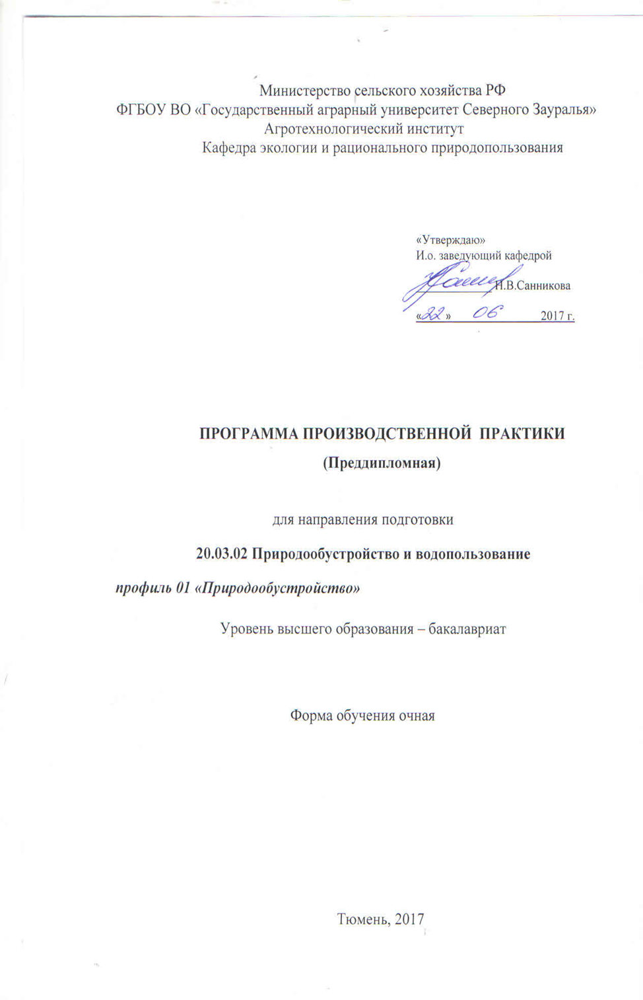 Министерство сельского хозяйства РФ
ФГБОУ ВО «Государственный аграрный университет Северного Зауралья»
Агротехнологический институт
Кафедра экологии и рационального природопользования
«Утверждаю»
И.о. заведующий кафедрой
Н.В.Санникова
«22» 06 2017 г.
ПРОГРАММА ПРОИЗВОДСТВЕННОЙ ПРАКТИКИ
(Преддипломная)
для направления подготовки
20.03.02 Природообустройство и водопользование
профиль 01 «Природообустройство»
Уровень высшего образования – бакалавриат
Форма обучения очная
Тюмень, 2017